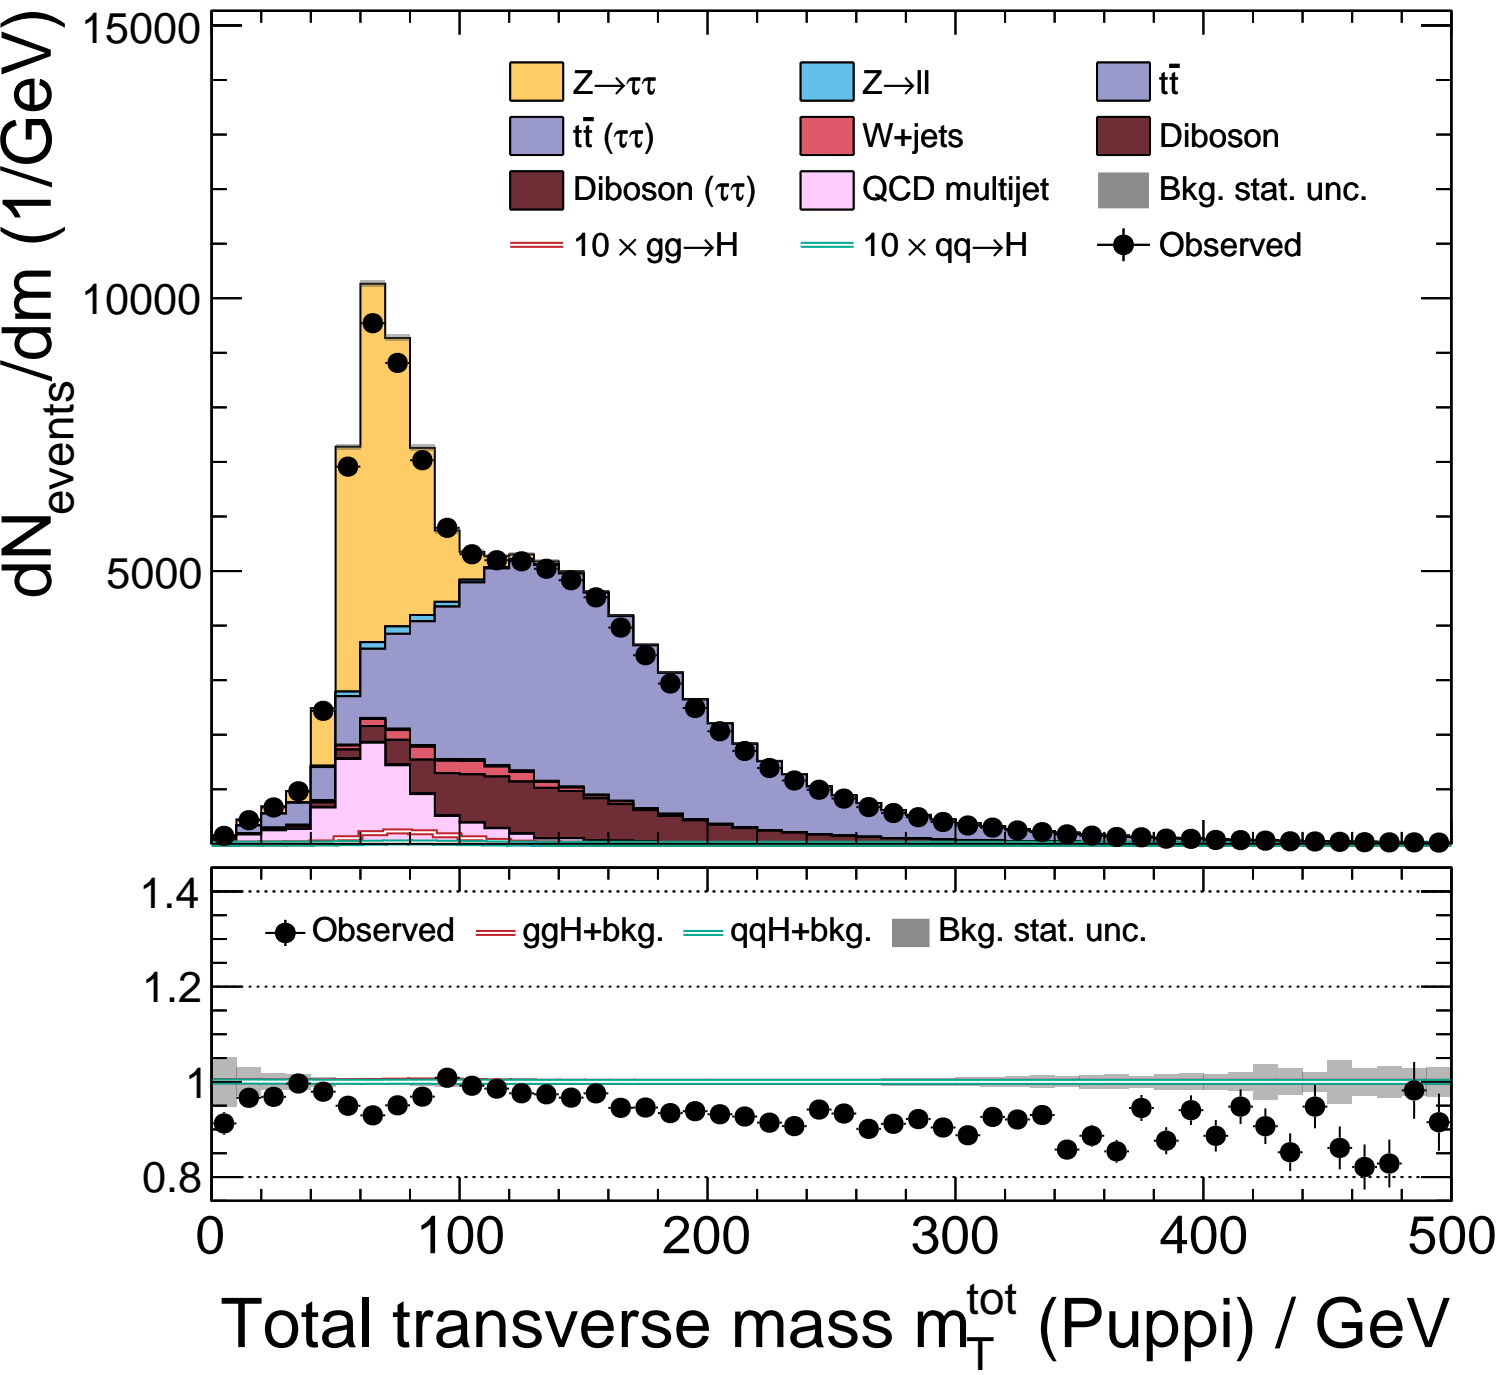 dN_events/dm (1/GeV)
15000
10000
5000
Z→ττ Z→ll tt̄
tt̄ (ττ) W+jets Diboson
Diboson (ττ) QCD multijet Bkg. stat. unc.
10 × gg→H 10 × qq→H Observed
1.4
1.2
1
0.8
Observed ggH+bkg. qqH+bkg. Bkg. stat. unc.
0 100 200 300 400 500
Total transverse mass m_T^tot (Puppi) / GeV